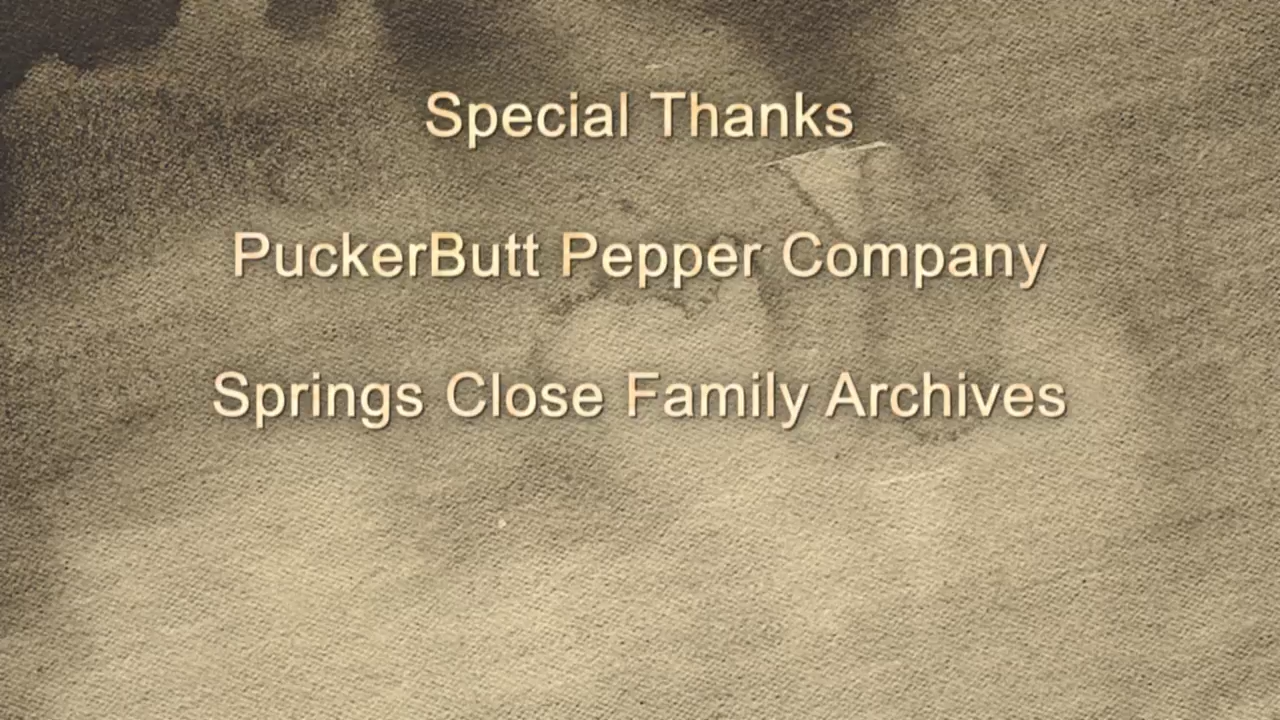 Special Thanks
PuckerButt Pepper Company
Springs Close Family Archives